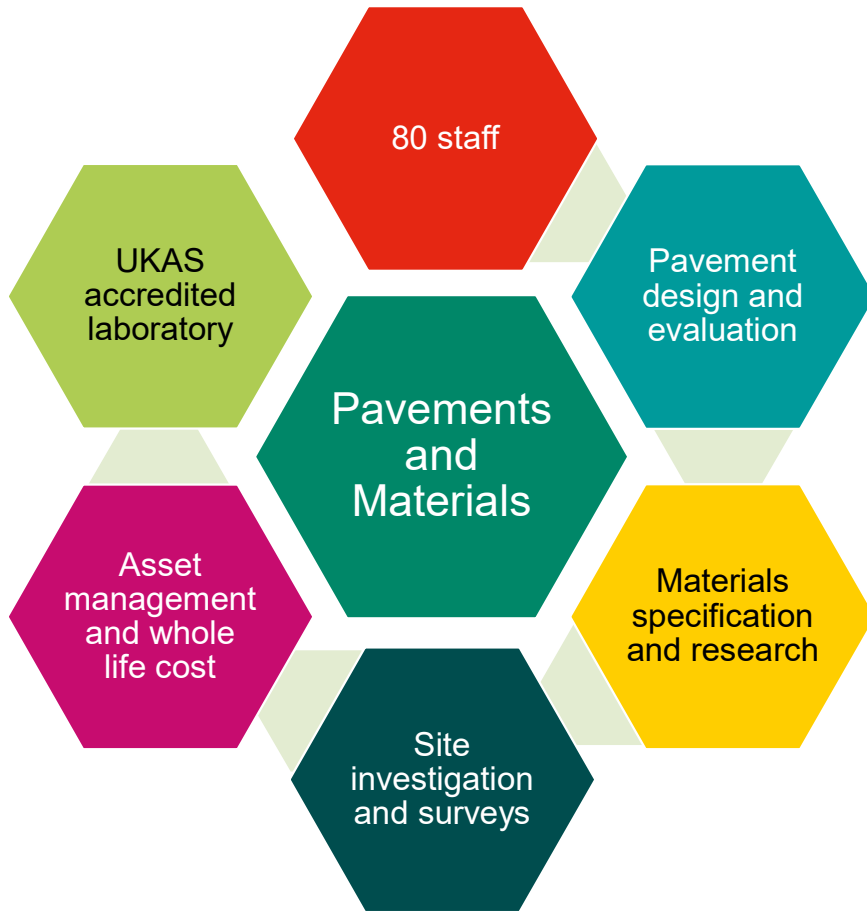 80 staff
Pavement
design and
evaluation
Materials
specification
and research
Site
investigation
and surveys
Asset
management
and whole
life cost
UKAS
accredited
laboratory
Pavements
and
Materials